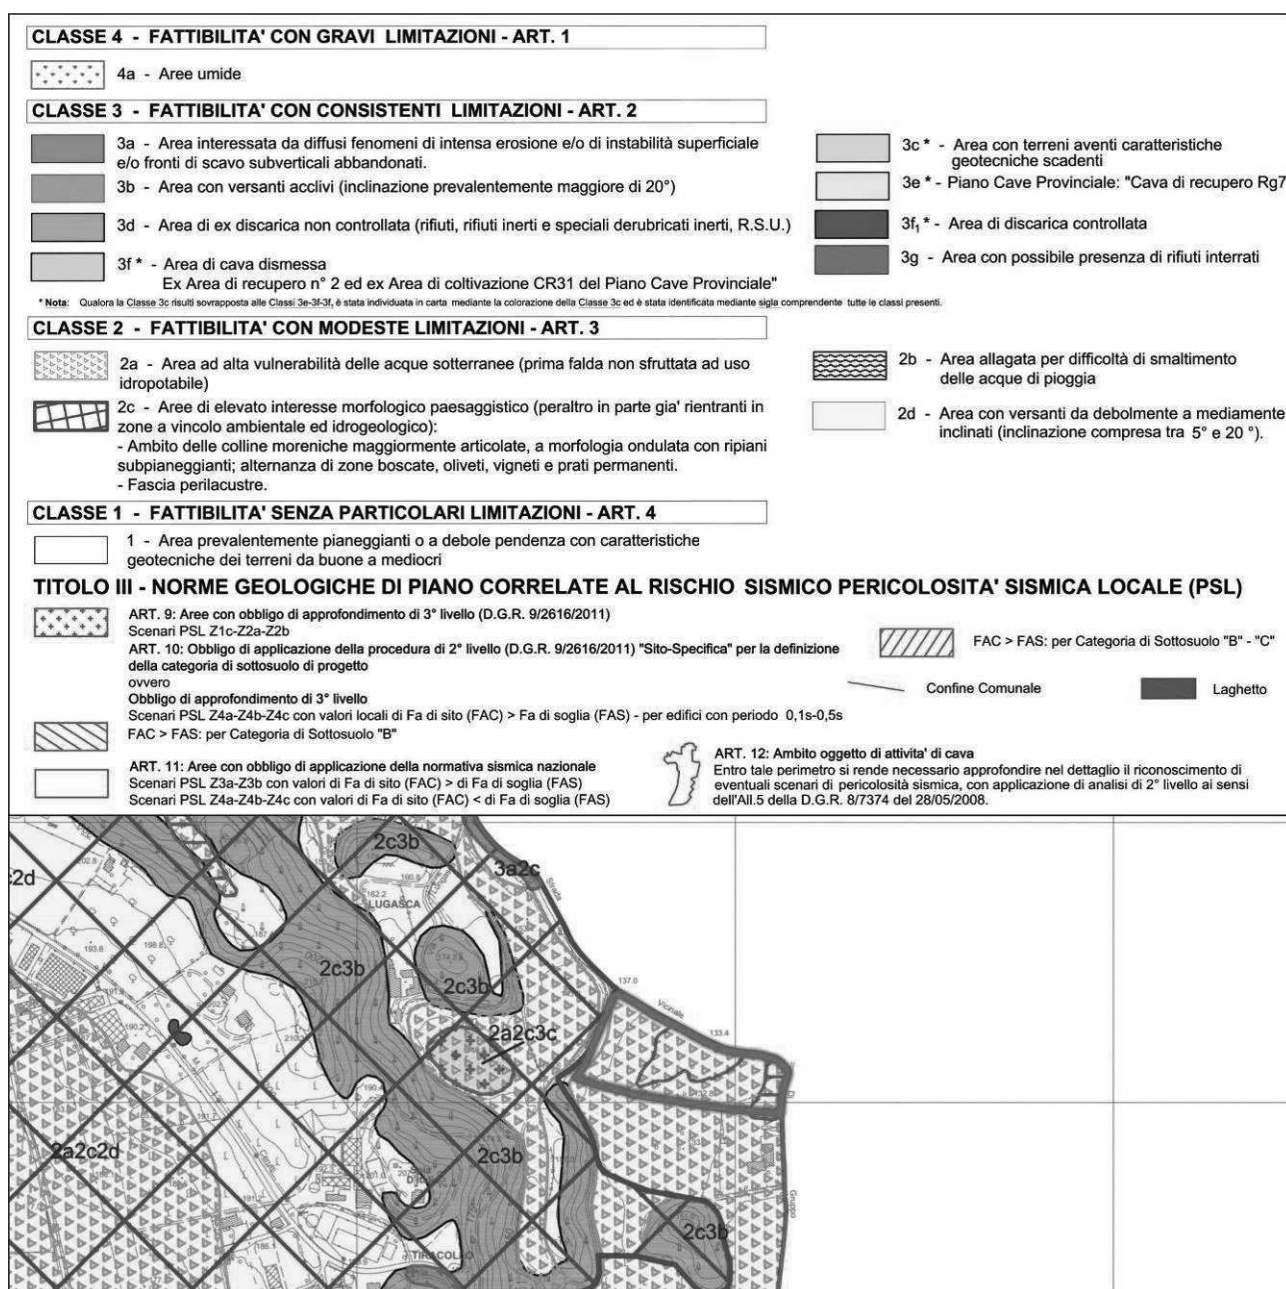 CLASSE 4 - FATTIBILITA' CON GRAVI LIMITAZIONI - ART. 1
4a - Aree umide
CLASSE 3 - FATTIBILITA' CON CONSISTENTI LIMITAZIONI - ART. 2
3a - Area interessata da diffusi fenomeni di intensa erosione e/o di instabilità superficiale
e/o fronti di scavo subverticali abbandonati.
3b - Area con versanti acclivi (inclinazione prevalentemente maggiore di 20°)
3d - Area di ex discarica non controllata (rifiuti, rifiuti inerti e speciali derubricati inerti, R.S.U.)
3f * - Area di cava dismessa
Ex Area di recupero n° 2 ed ex Area di coltivazione CR31 del Piano Cave Provinciale"
3c * - Area con terreni aventi caratteristiche
geotecniche scadenti
3e * - Piano Cave Provinciale: "Cava di recupero Rg7
3f1 * - Area di discarica controllata
3g - Area con possibile presenza di rifiuti interrati
* Nota: Qualora la Classe 3c risulti sovrapposta alle Classi 3e-3f-3f, è stata individuata in carta mediante la colorazione della Classe 3c ed è stata identificata mediante sigla comprendente tutte le classi presenti.
CLASSE 2 - FATTIBILITA' CON MODESTE LIMITAZIONI - ART. 3
2a - Area ad alta vulnerabilità delle acque sotterranee (prima falda non sfruttata ad uso
idropotabile)
2c - Aree di elevato interesse morfologico paesaggistico (peraltro in parte gia' rientranti in
zone a vincolo ambientale ed idrogeologico):
- Ambito delle colline moreniche maggiormente articolate, a morfologia ondulata con ripiani
subpianeggianti; alternanza di zone boscate, oliveti, vigneti e prati permanenti.
- Fascia perilacustre.
2b - Area allagata per difficoltà di smaltimento
delle acque di pioggia
2d - Area con versanti da debolmente a mediamente
inclinati (inclinazione compresa tra 5° e 20 °).
CLASSE 1 - FATTIBILITA' SENZA PARTICOLARI LIMITAZIONI - ART. 4
1 - Area prevalentemente pianeggianti o a debole pendenza con caratteristiche
geotecniche dei terreni da buone a mediocri
TITOLO III - NORME GEOLOGICHE DI PIANO CORRELATE AL RISCHIO SISMICO PERICOLOSITA' SISMICA LOCALE (PSL)
ART. 9: Aree con obbligo di approfondimento di 3° livello (D.G.R. 9/2616/2011)
Scenari PSL Z1c-Z2a-Z2b
ART. 10: Obbligo di applicazione della procedura di 2° livello (D.G.R. 9/2616/2011) "Sito-Specifica" per la definizione
della categoria di sottosuolo di progetto
ovvero
Obbligo di approfondimento di 3° livello
Scenari PSL Z4a-Z4b-Z4c con valori locali di Fa di sito (FAC) > Fa di soglia (FAS) - per edifici con periodo 0,1s-0,5s
FAC > FAS: per Categoria di Sottosuolo "B"
FAC > FAS: per Categoria di Sottosuolo "B" - "C"
Confine Comunale
Laghetto
ART. 11: Aree con obbligo di applicazione della normativa sismica nazionale
Scenari PSL Z3a-Z3b con valori di Fa di sito (FAC) > di Fa di soglia (FAS)
Scenari PSL Z4a-Z4b-Z4c con valori di Fa di sito (FAC) < di Fa di soglia (FAS)
ART. 12: Ambito oggetto di attivita' di cava
Entro tale perimetro si rende necessario approfondire nel dettaglio il riconoscimento di
eventuali scenari di pericolosità sismica, con applicazione di analisi di 2° livello ai sensi
dell'All.5 della D.G.R. 8/7374 del 28/05/2008.
2c3b
3a2c
Strada
LUGASCA
2c3b
2c3b
137.0
Vicinale
133.4
2a2c3c
2a2c2d
2c3b
2c3b
Gruppo
TIRACOLLO